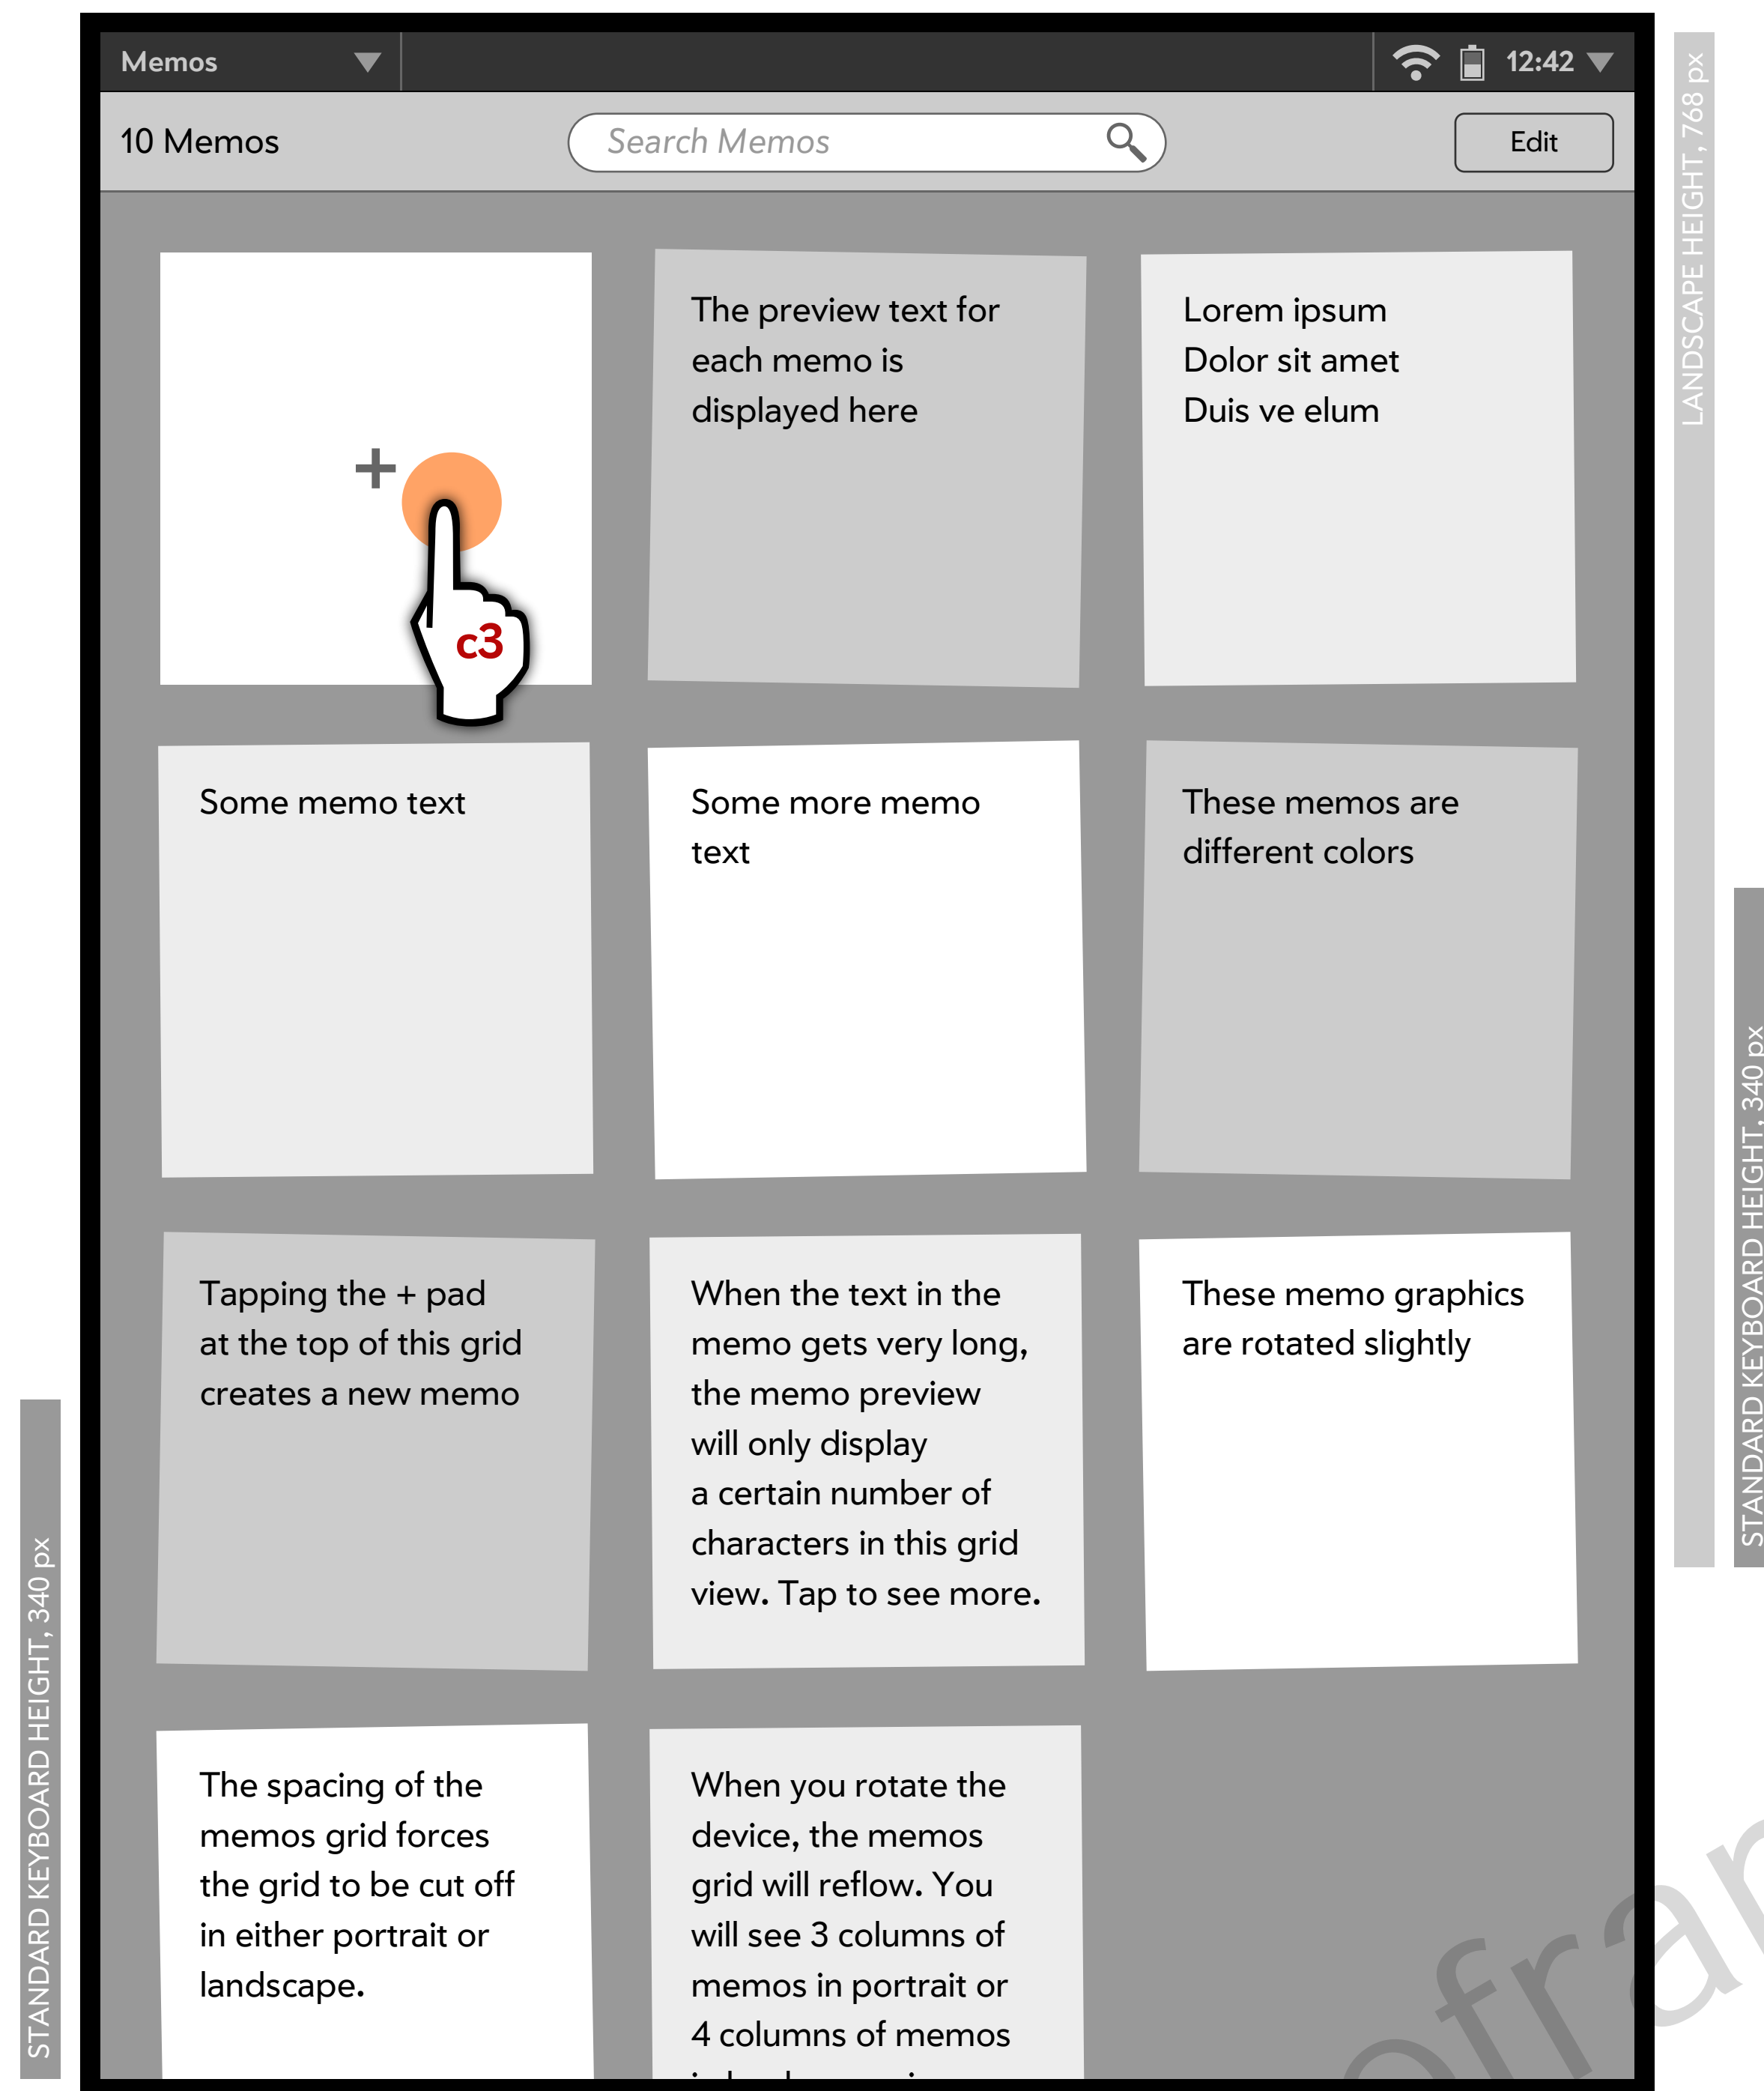 Memos
12:42
10 Memos
Search Memos
Edit
+
c3
The preview text for
each memo is
displayed here
Lorem ipsum
Dolor sit amet
Duis ve elum
Some memo text
Some more memo
text
These memos are
different colors
Tapping the + pad
at the top of this grid
creates a new memo
When the text in the
memo gets very long,
the memo preview
will only display
a certain number of
characters in this grid
view. Tap to see more.
These memo graphics
are rotated slightly
The spacing of the
memos grid forces
the grid to be cut off
in either portrait or
landscape.
When you rotate the
device, the memos
grid will reflow. You
will see 3 columns of
memos in portrait or
4 columns of memos
STANDARD KEYBOARD HEIGHT, 340 px
LANDSCAPE HEIGHT, 768 px
STANDARD KEYBOARD HEIGHT, 340 px